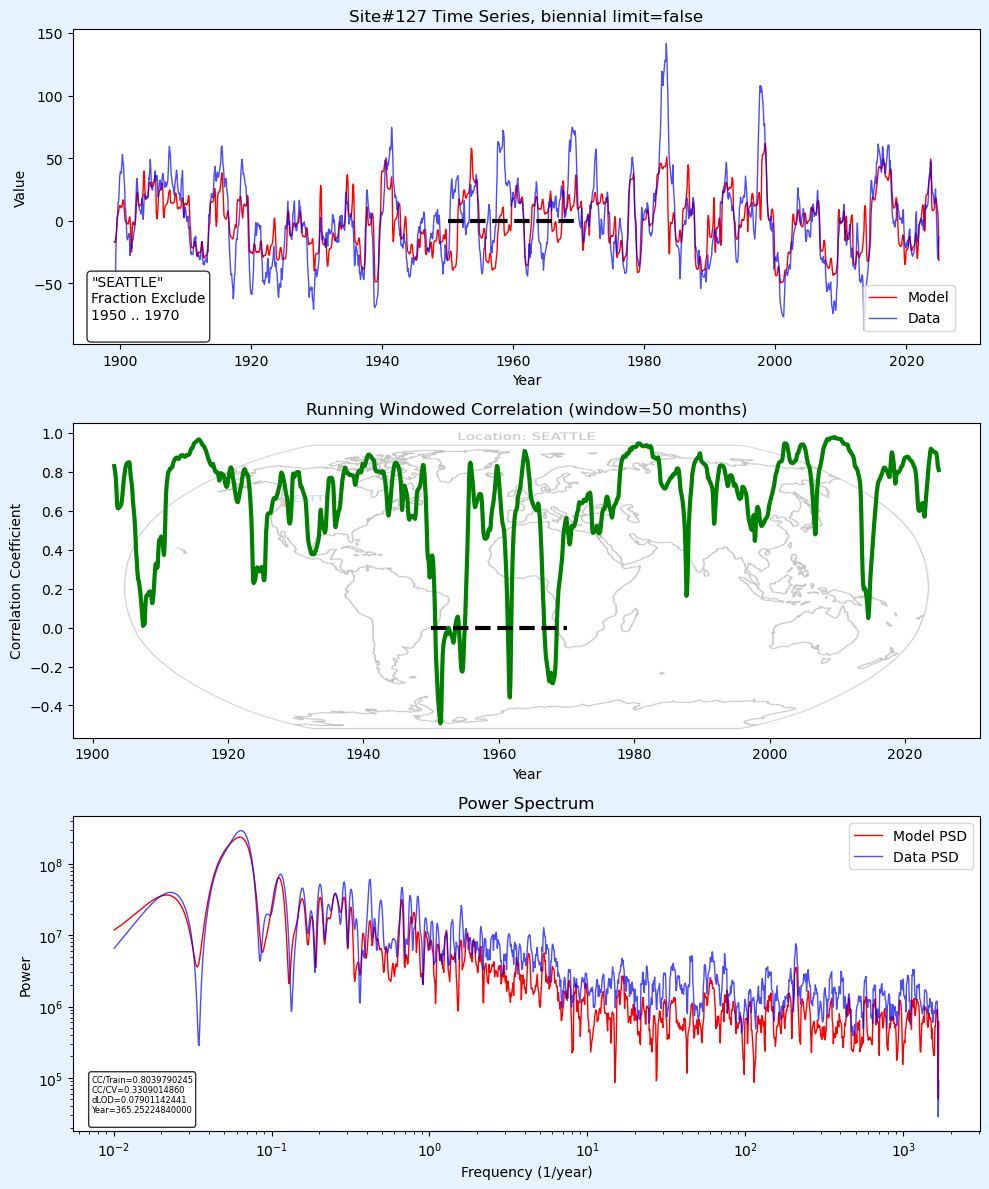 Site#127 Time Series, biennial limit=false
150
100
50
0
−50
Value
"SEATTLE"
Fraction Exclude
1950 .. 1970
Model
Data
1900
1920
1940
1960
1980
2000
2020
Year
Running Windowed Correlation (window=50 months)
Location: SEATTLE
1.0
0.8
0.6
0.4
0.2
0.0
−0.2
−0.4
Correlation Coefficient
1900
1920
1940
1960
1980
2000
2020
Year
Power Spectrum
Model PSD
Data PSD
10⁸
10⁷
10⁶
10⁵
Power
CC/Train=0.8039790245
CC/CV=0.3309014860
dLOD=0.07901142441
Year=365.25224840000
10⁻²
10⁻¹
10⁰
10¹
10²
10³
Frequency (1/year)